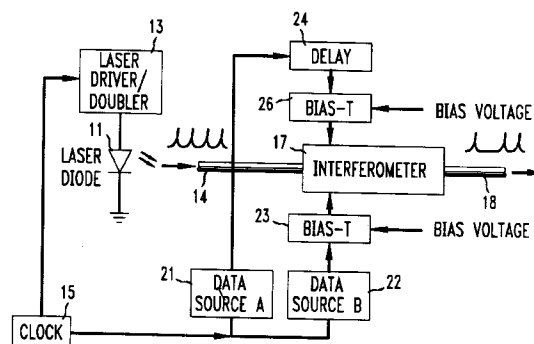 24
13
DELAY
LASER
DRIVER/
DOUBLER
26
BIAS-T
BIAS VOLTAGE
11
17
LASER
DIODE
INTERFEROMETER
14
18
23
BIAS-T
BIAS VOLTAGE
21
DATA
SOURCE A
DATA
SOURCE B
22
15
CLOCK